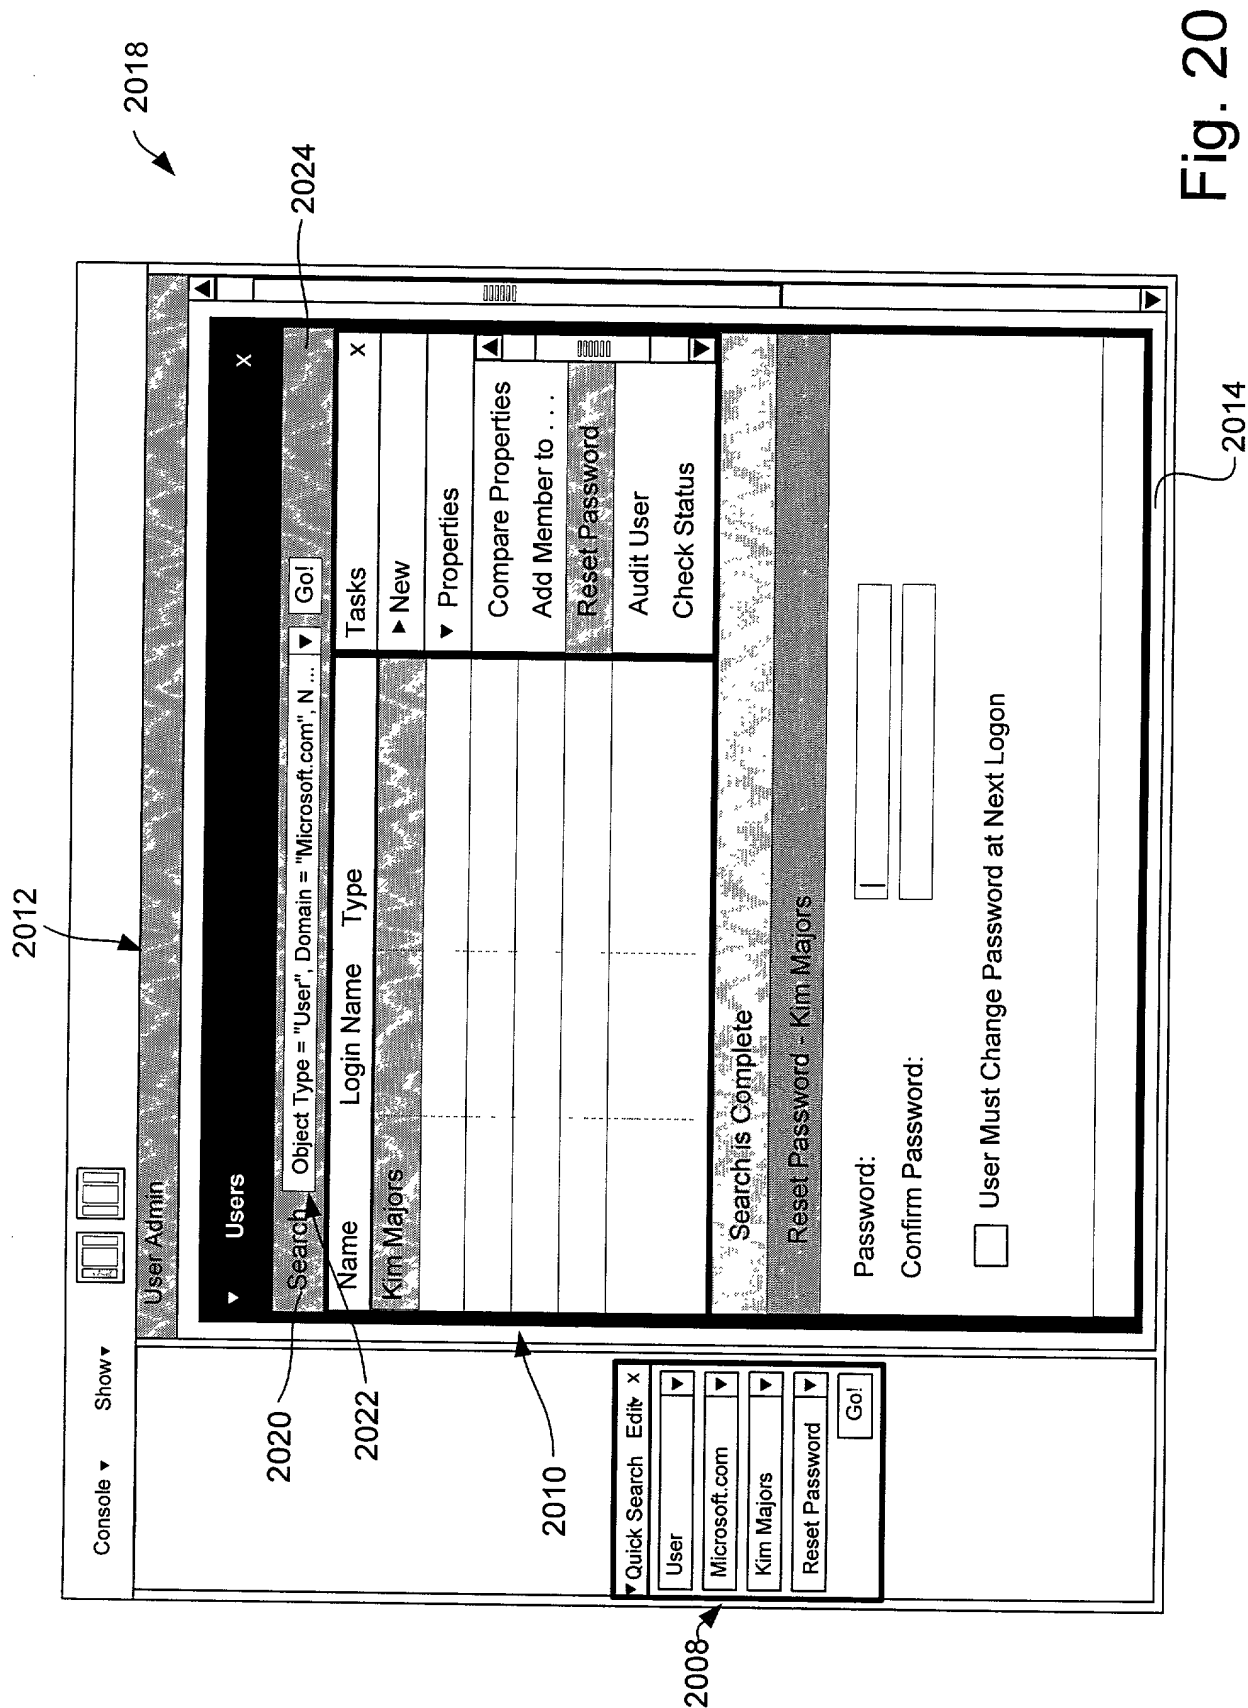 2018
2012
Console Show
User Admin
Users X
2024
2020
Search Object Type = "User", Domain = "Microsoft.com", N ... Go!
2022
Name Login Name Type
Tasks X
Kim Majors
New
Properties
Compare Properties
Add Member to . . .
Reset Password
Audit User
Check Status
2010
Quick Search Edit X
User
Microsoft.com
Kim Majors
Reset Password
Go!
2008
Search is Complete
Reset Password - Kim Majors
Password:
Confirm Password:
User Must Change Password at Next Logon
2014
Fig. 20